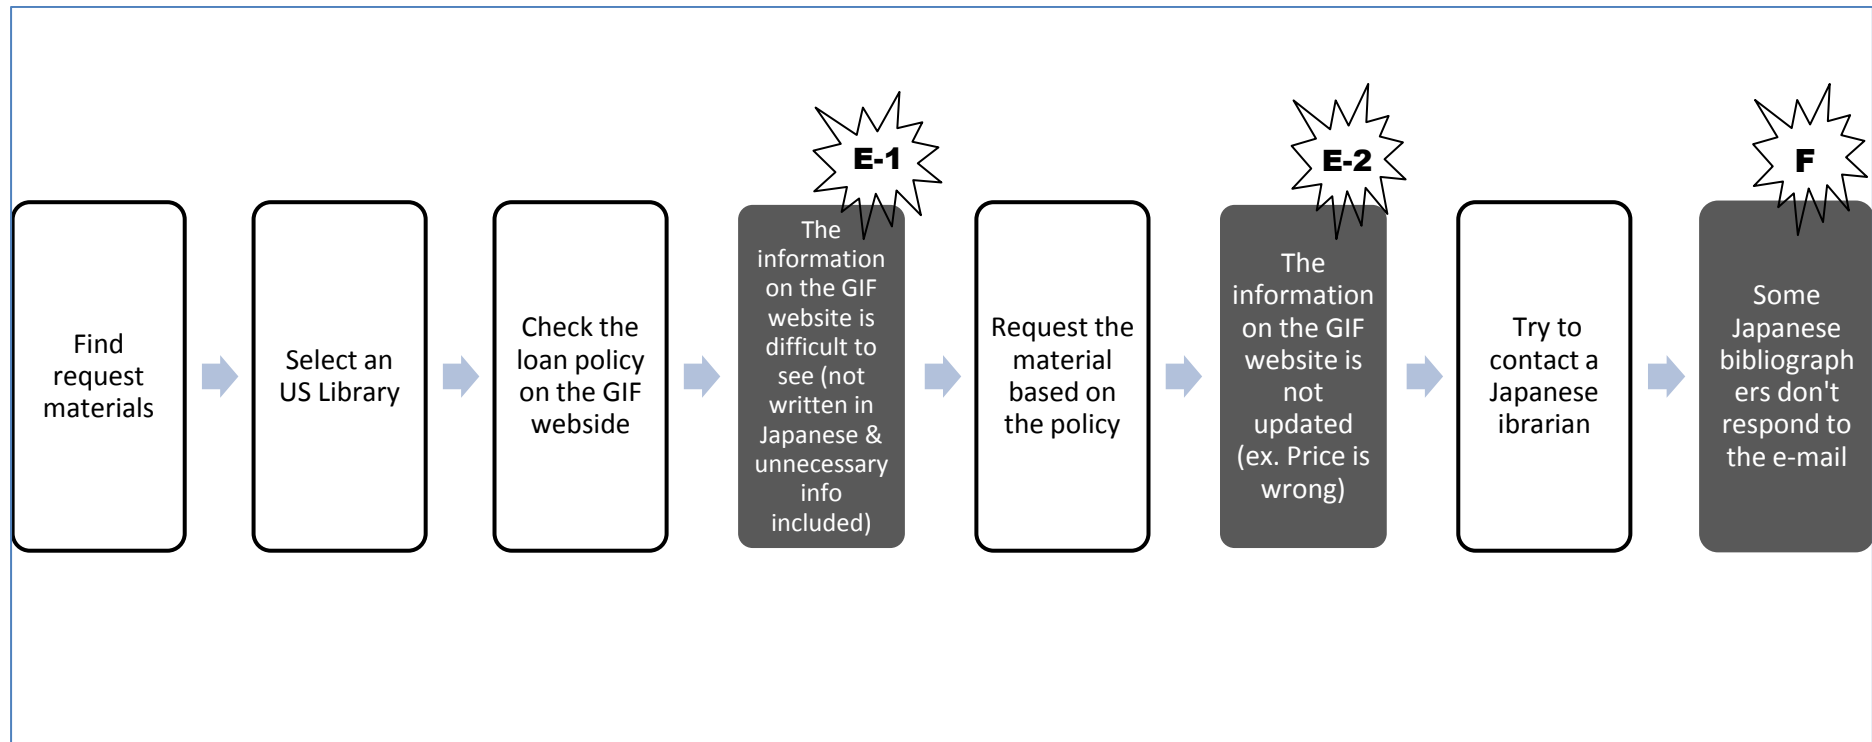 E-1
E-2
F
Find
request
materials
Select an
US Library
Check the
loan policy
on the GIF
webside
The
information
on the GIF
website is
difficult to
see (not
written in
Japanese &
unnecessary
info
included)
Request the
material
based on
the policy
The
information
on the GIF
website is
not
updated
(ex. Price is
wrong)
Try to
contact a
Japanese
ibrarian
Some
Japanese
bibliograph
ers don't
respond to
the e-mail